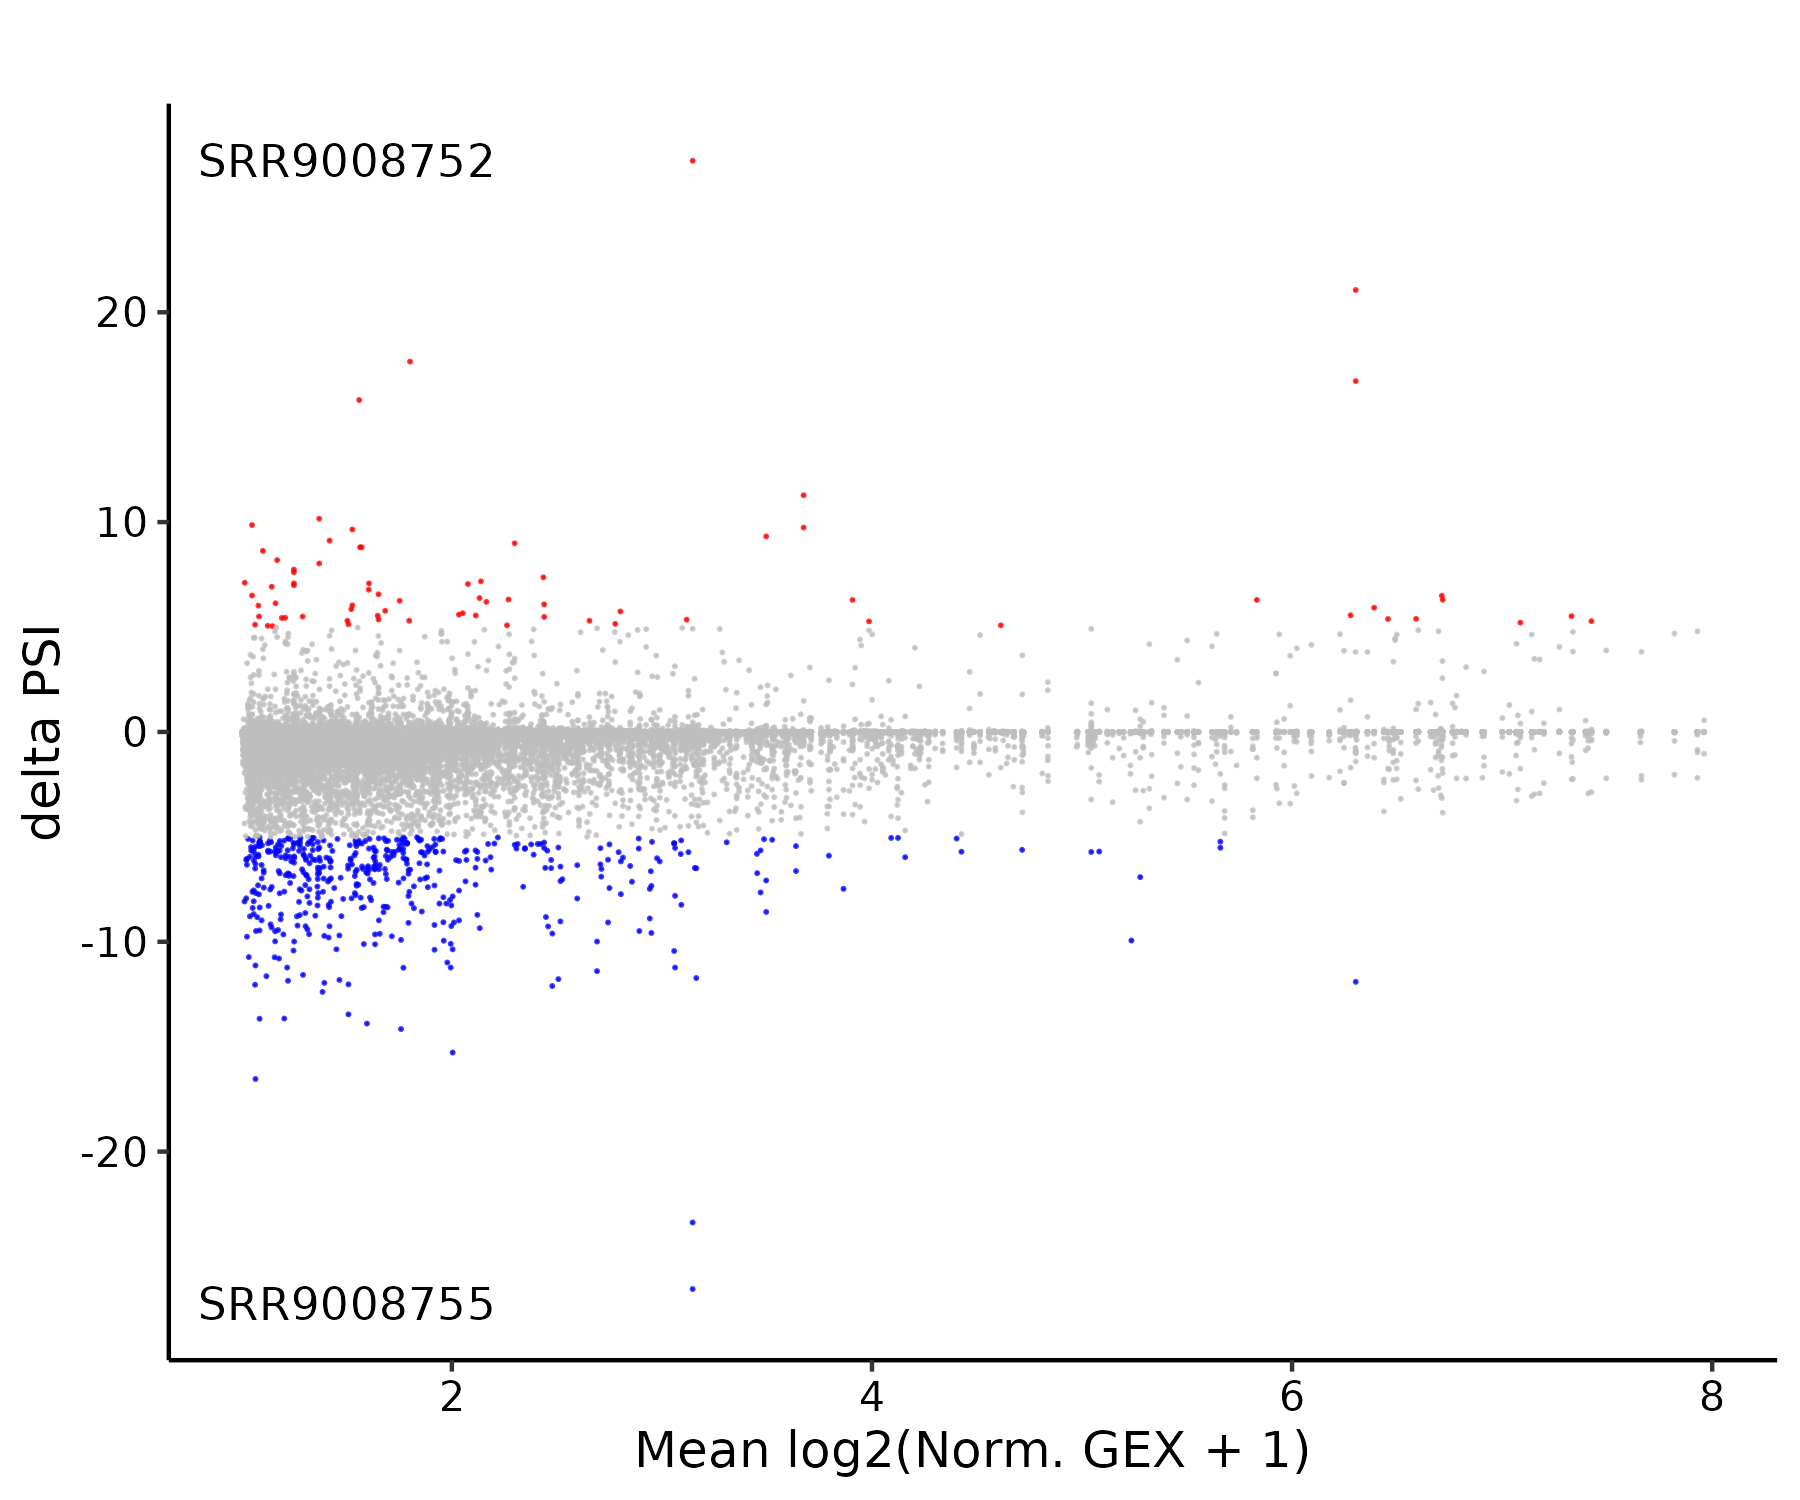 SRR9008752
20
10
0
-10
-20
delta PSI
SRR9008755
2 4 6 8
Mean log2(Norm. GEX + 1)